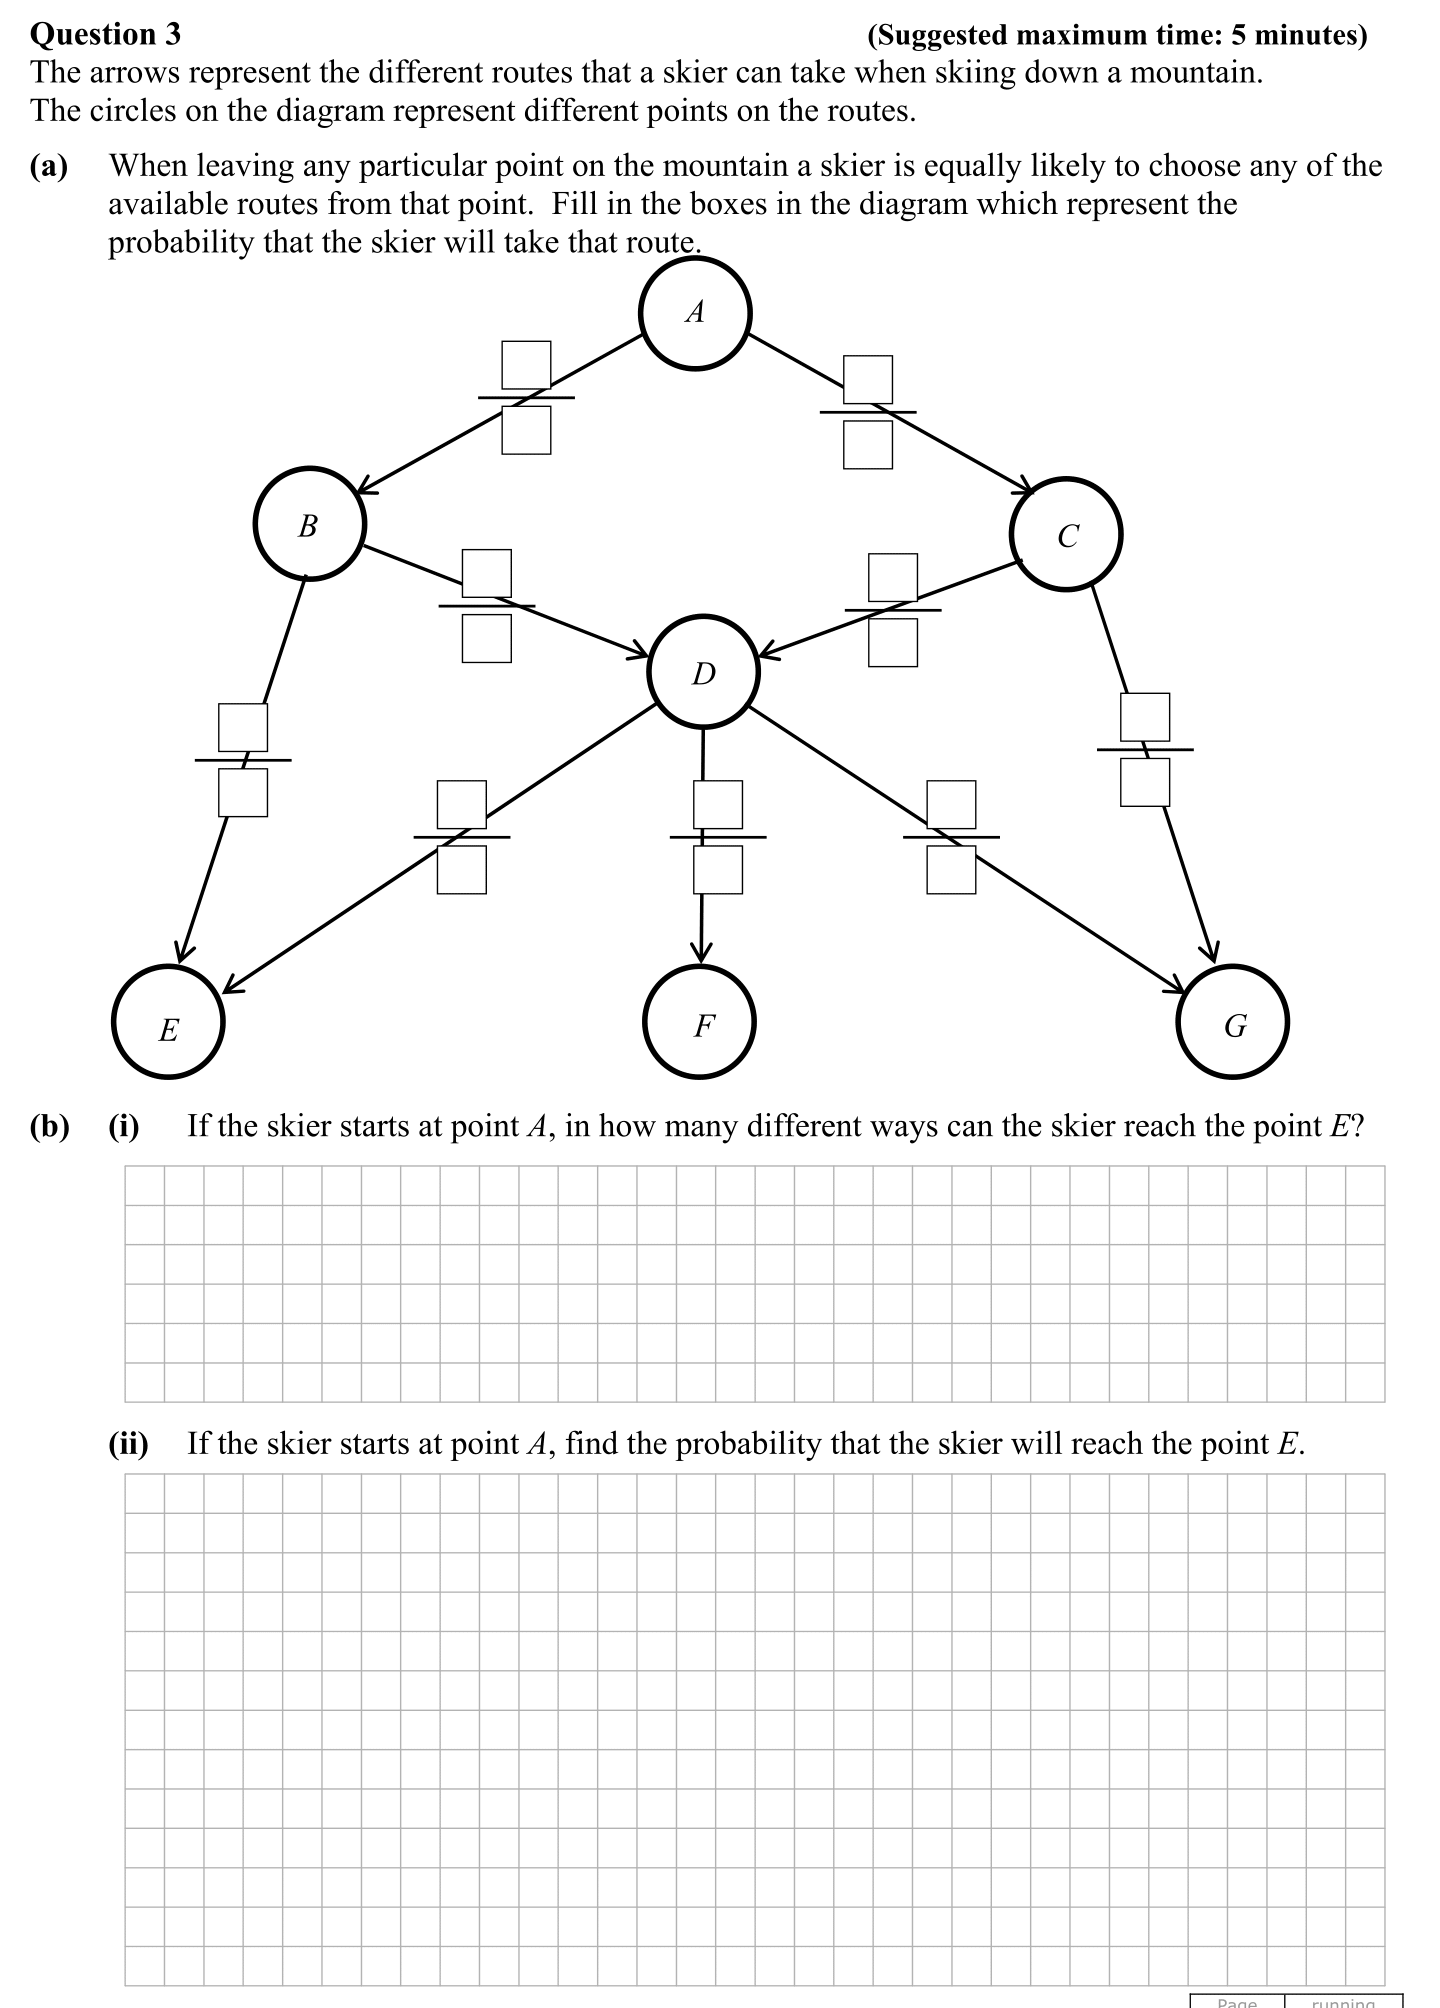 Question 3 (Suggested maximum time: 5 minutes)
The arrows represent the different routes that a skier can take when skiing down a mountain.
The circles on the diagram represent different points on the routes.
(a) When leaving any particular point on the mountain a skier is equally likely to choose any of the
available routes from that point. Fill in the boxes in the diagram which represent the
probability that the skier will take that route.
A
B
C
D
E
F
G
(b) (i) If the skier starts at point A, in how many different ways can the skier reach the point E?
(ii) If the skier starts at point A, find the probability that the skier will reach the point E.
Page running